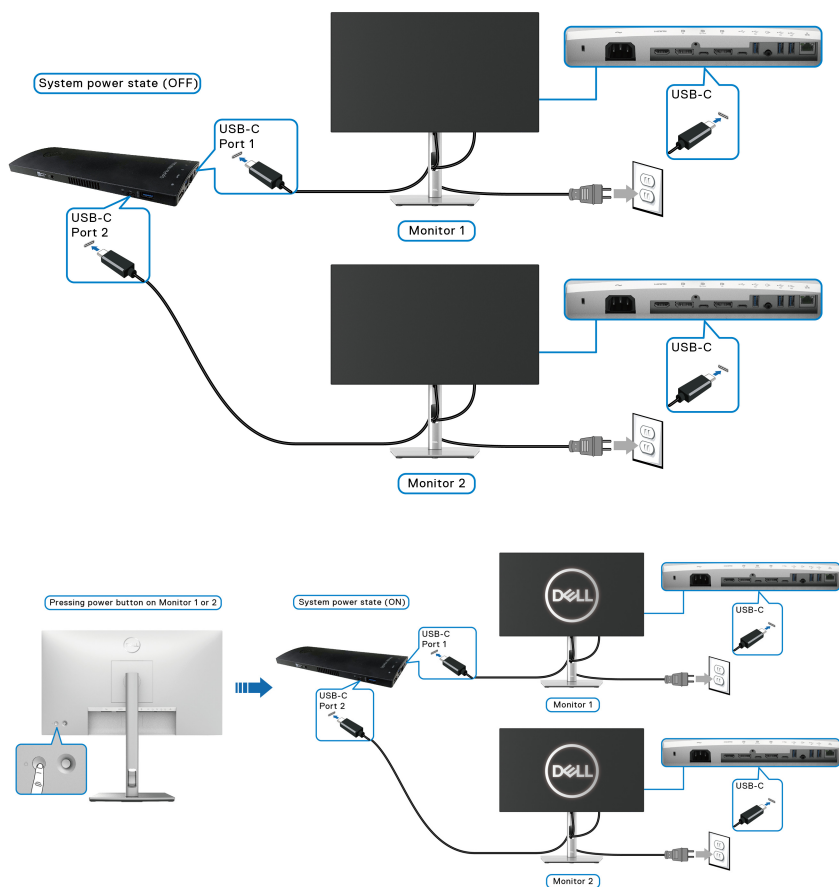 System power state (OFF)
USB-C
Port 1
USB-C
Monitor 1
USB-C
Port 2
USB-C
Monitor 2
Pressing power button on Monitor 1 or 2
System power state (ON)
DELL
USB-C
Port 1
USB-C
Monitor 1
USB-C
Port 2
DELL
USB-C
Monitor 2